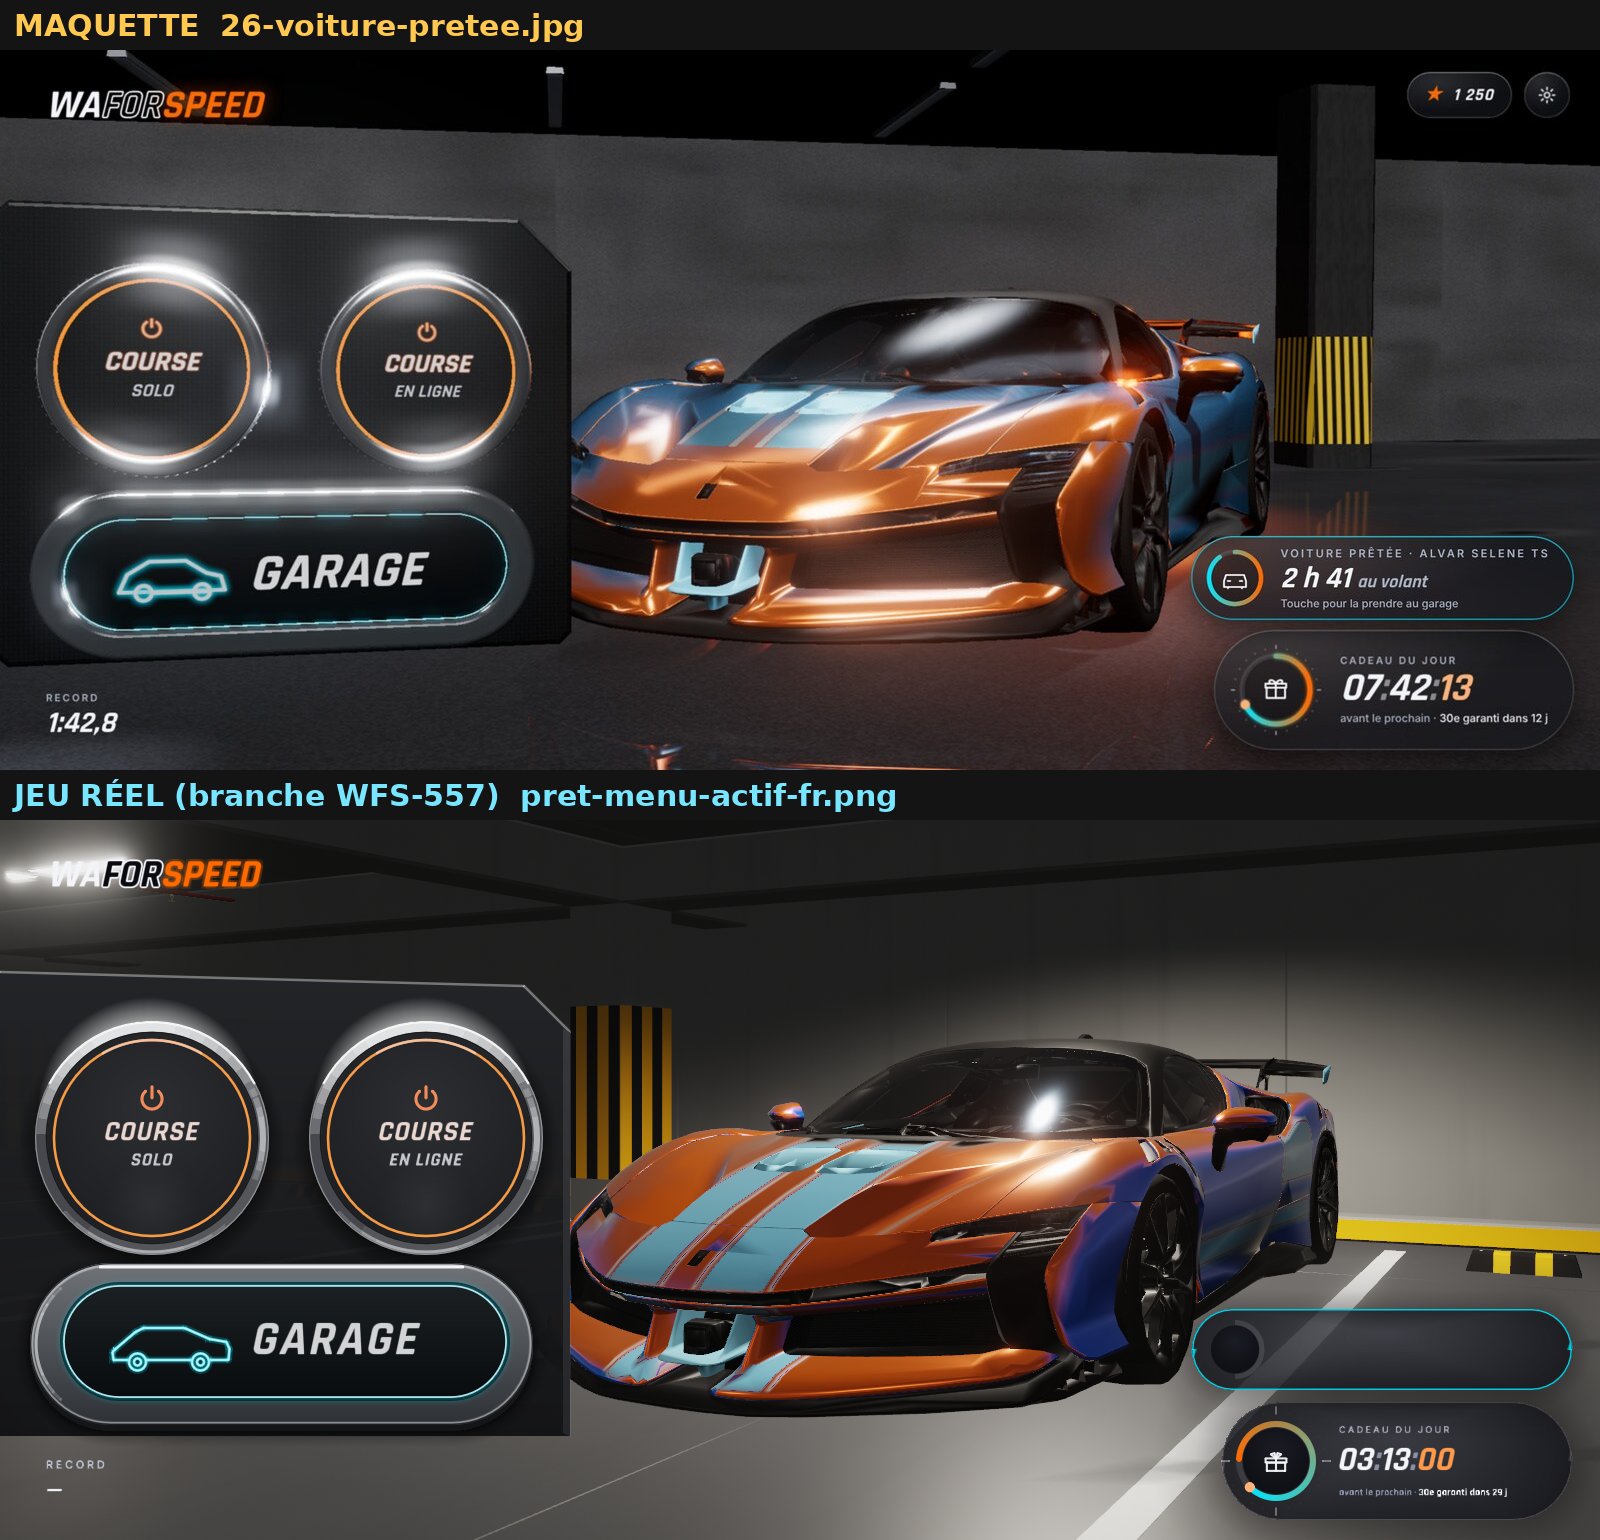 MAQUETTE 26-voiture-pretee.jpg
WAFORSPEED
1 250
COURSE
SOLO
COURSE
EN LIGNE
GARAGE
VOITURE PRÊTÉE · ALVAR SELENE TS
2 h 41 au volant
Touche pour la prendre au garage
CADEAU DU JOUR
07:42:13
avant le prochain · 30e garanti dans 12 j
RECORD
1:42,8
JEU RÉEL (branche WFS-557) pret-menu-actif-fr.png
WAFORSPEED
COURSE
SOLO
COURSE
EN LIGNE
GARAGE
CADEAU DU JOUR
03:13:00
avant le prochain · 30e garanti dans 29 j
RECORD
—